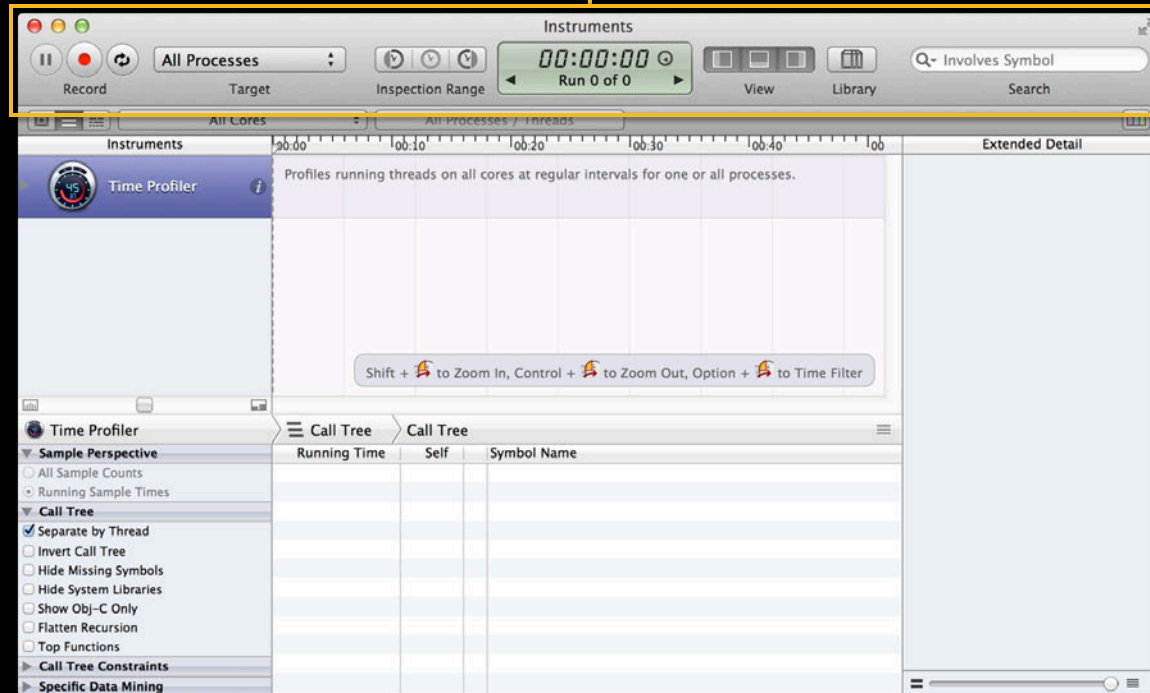 Instruments
All Processes
00:00:00
Run 0 of 0
Involves Symbol
Record
Target
Inspection Range
View
Library
Search
All Cores
All Processes / Threads
Instruments
00:00
00:10
00:20
00:30
00:40
00
Extended Detail
Time Profiler
Profiles running threads on all cores at regular intervals for one or all processes.
Shift + to Zoom In, Control + to Zoom Out, Option + to Time Filter
Time Profiler
Call Tree
Call Tree
Sample Perspective
Running Time
Self
Symbol Name
All Sample Counts
Running Sample Times
Call Tree
Separate by Thread
Invert Call Tree
Hide Missing Symbols
Hide System Libraries
Show Obj-C Only
Flatten Recursion
Top Functions
Call Tree Constraints
Specific Data Mining